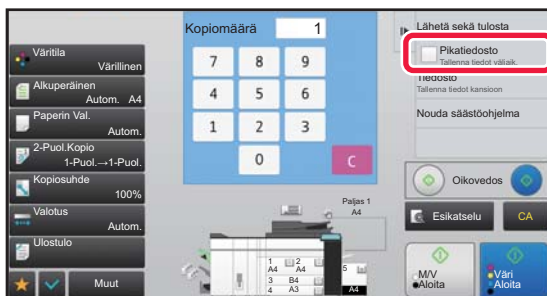 Väritila
Värillinen
Alkuperäinen
Autom. A4
Paperin Val.
Autom.
2-Puol.Kopio
1-Puol.→1-Puol.
Kopiosuhde
100%
Valotus
Autom.
Ulostulo
Muut
Kopiomäärä 1
7 8 9
4 5 6
1 2 3
0 C
Paljas 1
A4
1 A4 2 A4
3 B4
4 A3
5
A4
Lähetä sekä tulosta
Pikatiedosto
Tallenna tiedot väliaik.
Tiedosto
Tallenna tiedot kansioon
Nouda säästöohjelma
Oikovedos
Esikatselu CA
M/V
Aloita
Väri
Aloita